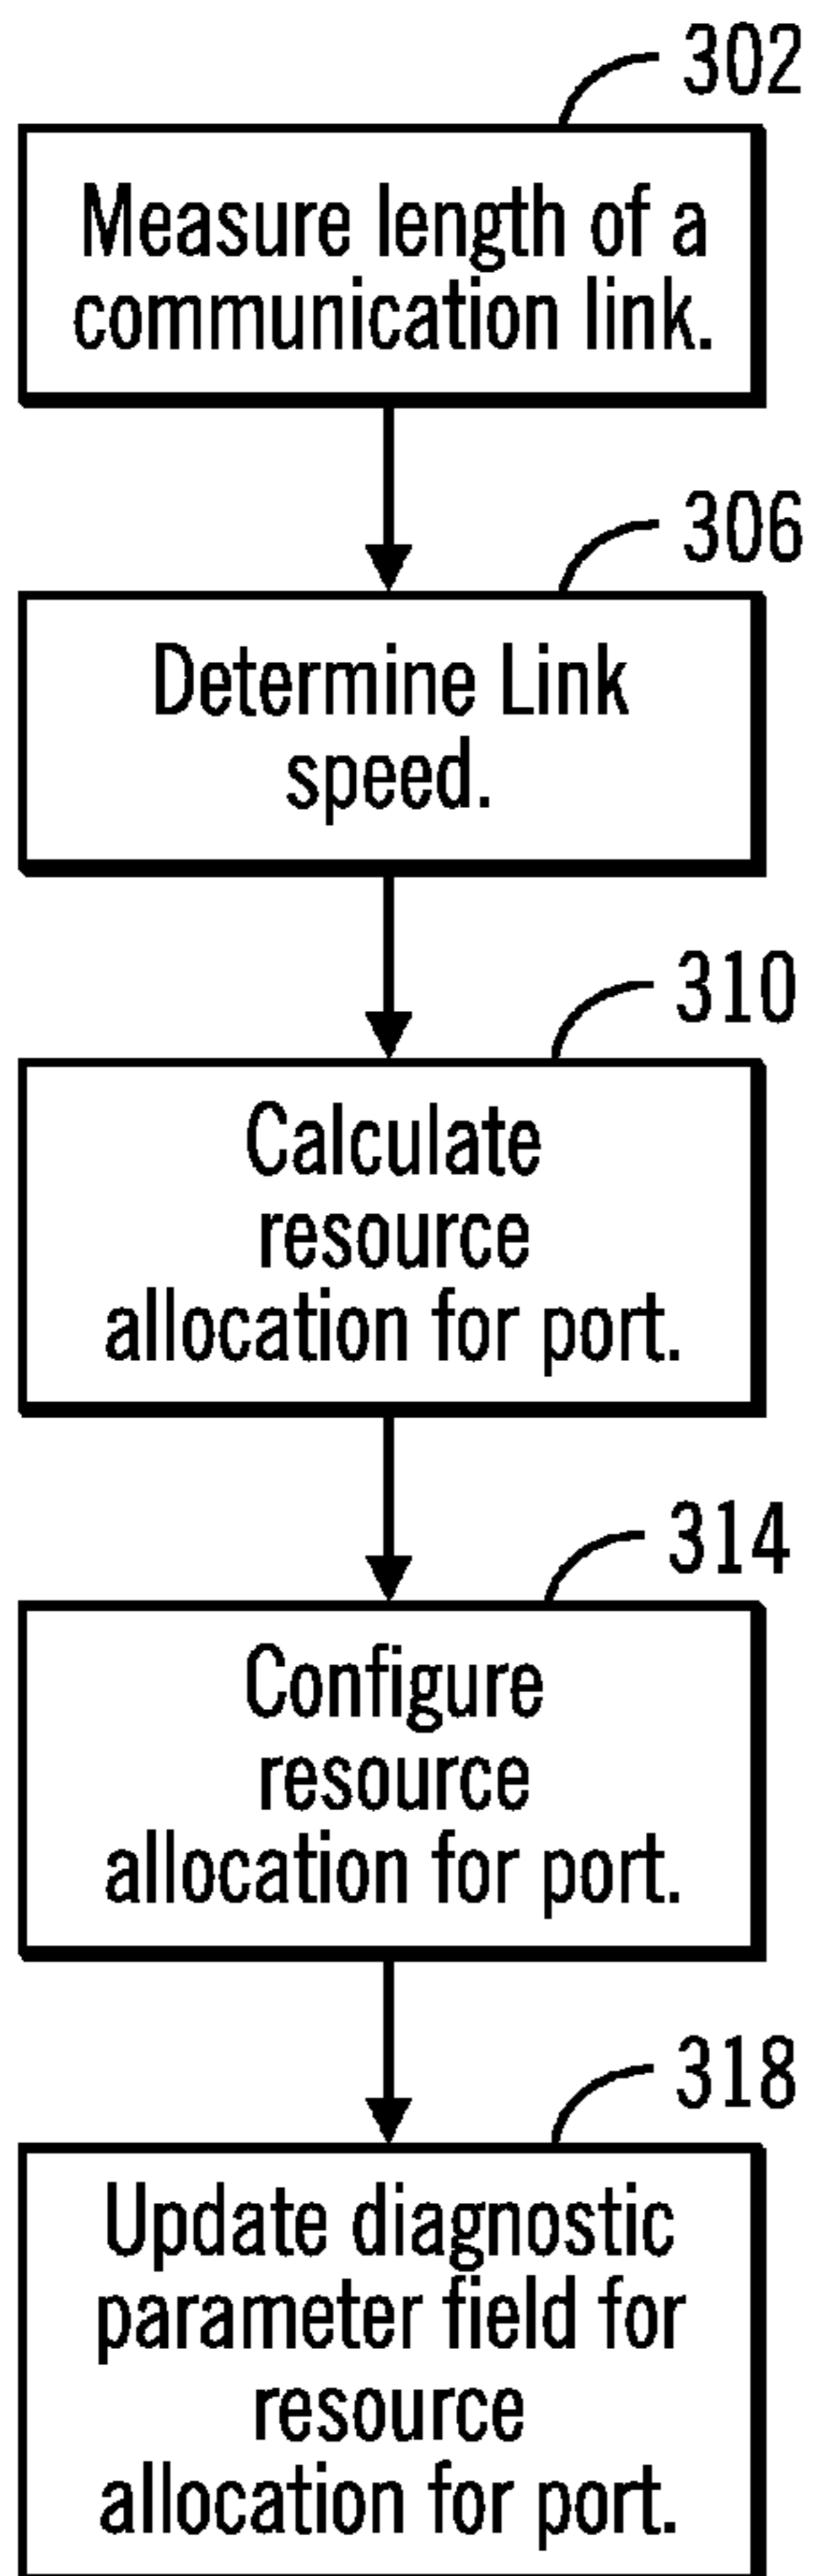 302
Measure length of a
communication link.
306
Determine Link
speed.
310
Calculate
resource
allocation for port.
314
Configure
resource
allocation for port.
318
Update diagnostic
parameter field for
resource
allocation for port.